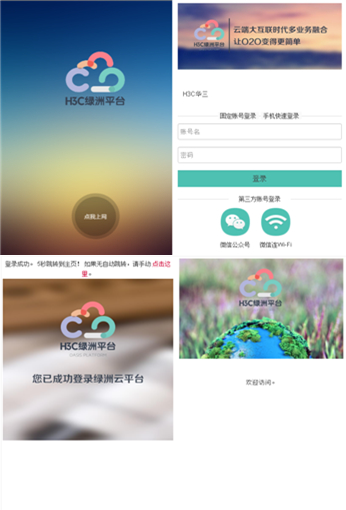 H3C绿洲平台
点我上网
登录成功。5秒跳转到主页！如果无自动跳转，请手动 点击这
里。
H3C绿洲平台
您已成功登录绿洲云平台
云端大互联时代多业务融合
让O2O变得更简单
H3C绿洲平台
H3C华三
固定账号登录 手机快速登录
账号名
密码
登录
第三方账号登录
微信公众号 微信连Wi-Fi
H3C绿洲平台
欢迎访问。